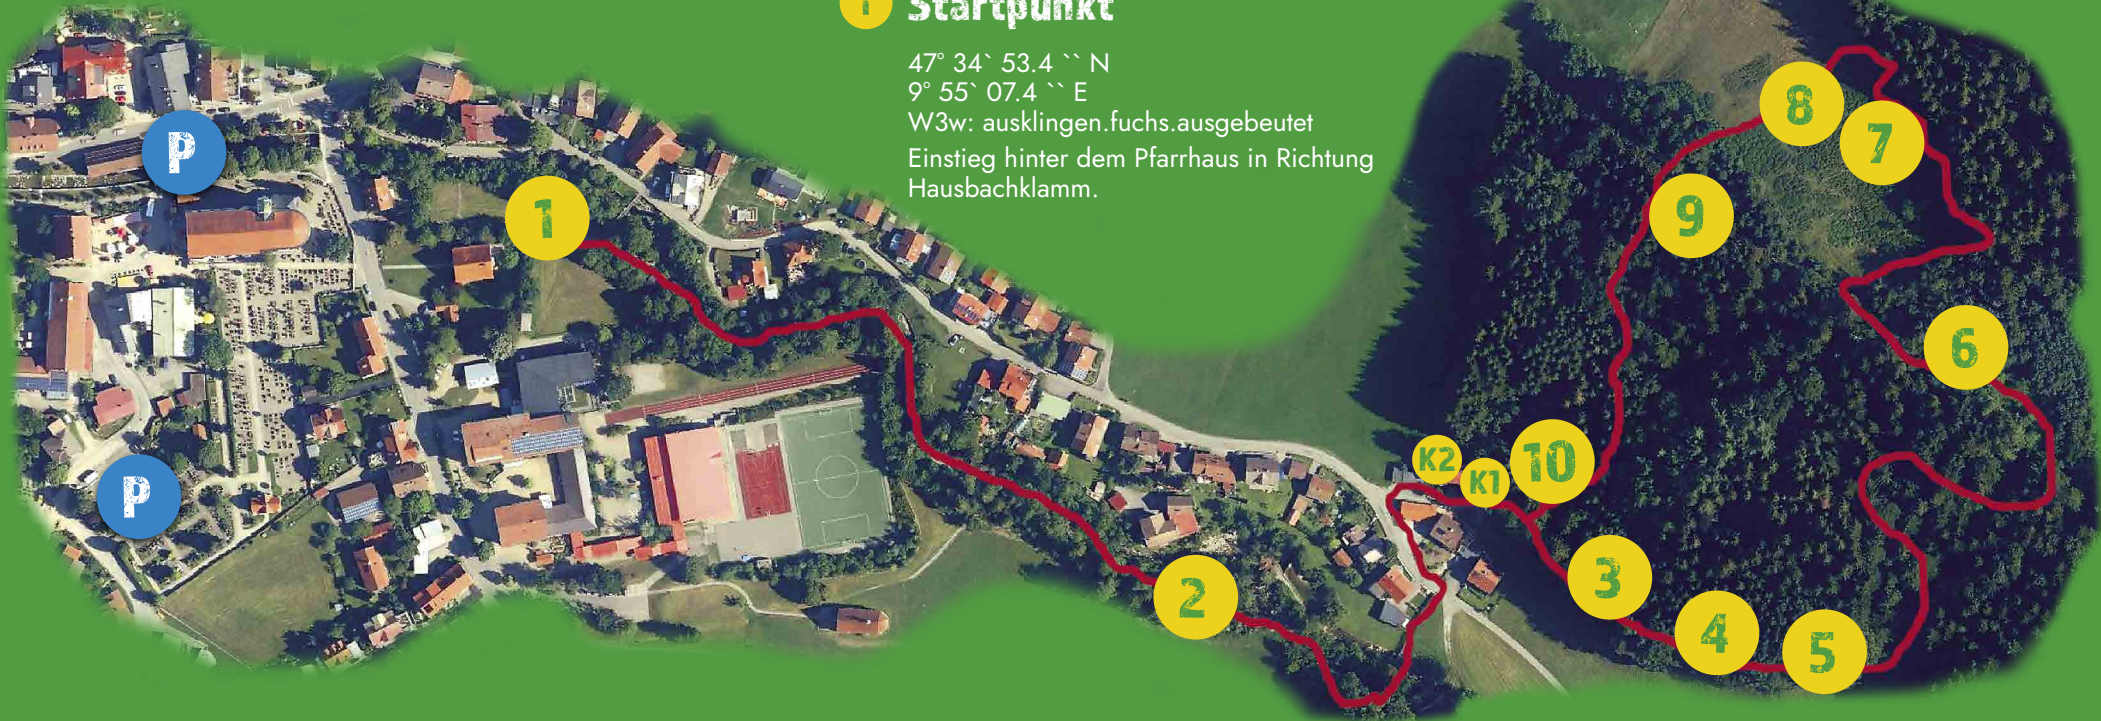 1 Startpunkt
47° 34` 53.4 `` N
9° 55` 07.4 `` E
W3w: ausklingen.fuchs.ausgebeutet
Einstieg hinter dem Pfarrhaus in Richtung
Hausbachklamm.
P
P
1
2
K2
K1
10
3
4
5
6
7
8
9